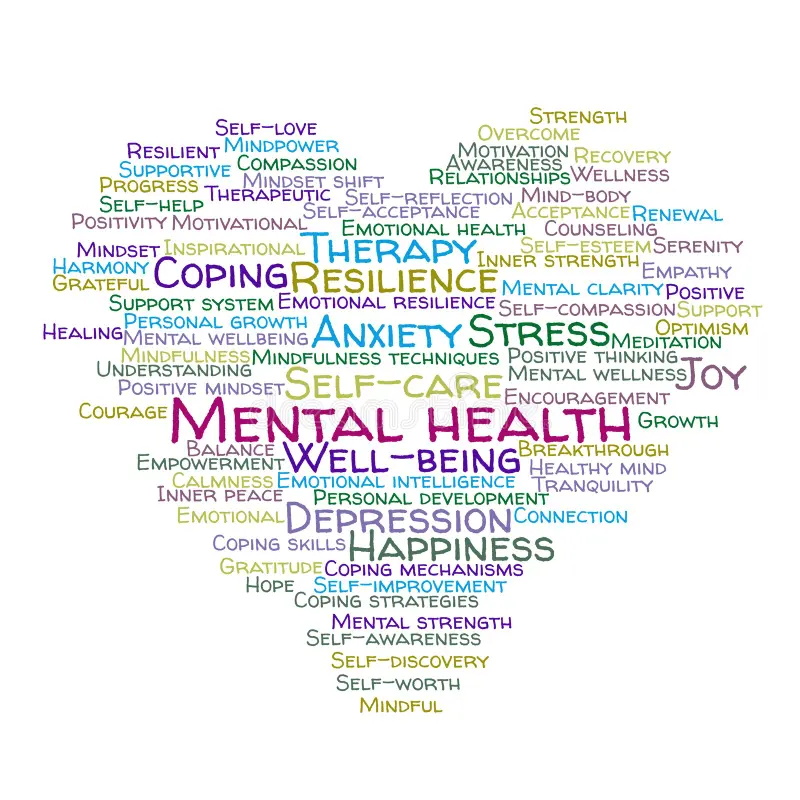 Strength
Self-love Overcome
Resilient Mindpower Motivation Recovery
Supportive Compassion Awareness
Progress Mindset shift Relationships Wellness
Therapeutic Self-reflection Mind-body
Self-help Self-acceptance Acceptance Renewal
Positivity Motivational Emotional health Counseling
Mindset Inspirational Therapy Self-esteem Serenity
Harmony Coping Resilience Inner strength Empathy
Grateful Mental clarity Positive
Support system Emotional resilience Self-compassion Support
Personal growth Anxiety Stress Optimism
Healing Mental wellbeing Meditation
Mindfulness Mindfulness techniques Positive thinking
Understanding Mental wellness Joy
Positive mindset Self-care Encouragement
Courage Mental health Growth
Balance Well-being Breakthrough
Empowerment Healthy mind
Calmness Emotional intelligence Tranquility
Inner peace Personal development
Emotional Depression Connection
Coping skills Happiness
Gratitude Coping mechanisms
Hope Self-improvement
Coping strategies
Mental strength
Self-awareness
Self-discovery
Self-worth
Mindful